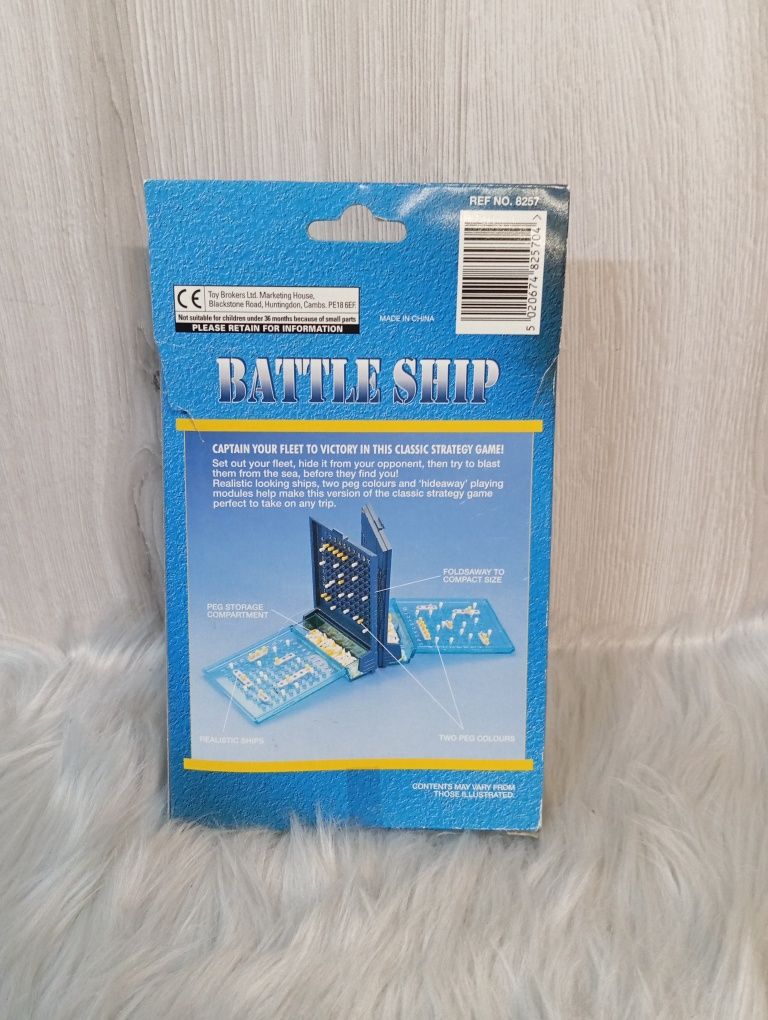 REF NO. 8257
5 020674 825704 >
CE
Toy Brokers Ltd. Marketing House,
Blackstone Road, Huntingdon, Cambs. PE18 6EF.
Not suitable for children under 36 months because of small parts
PLEASE RETAIN FOR INFORMATION
MADE IN CHINA
BATTLE SHIP
CAPTAIN YOUR FLEET TO VICTORY IN THIS CLASSIC STRATEGY GAME!
Set out your fleet, hide it from your opponent, then try to blast
them from the sea, before they find you!
Realistic looking ships, two peg colours and 'hideaway' playing
modules help make this version of the classic strategy game
perfect to take on any trip.
FOLDSAWAY TO
COMPACT SIZE
PEG STORAGE
COMPARTMENT
REALISTIC SHIPS
TWO PEG COLOURS
CONTENTS MAY VARY FROM
THOSE ILLUSTRATED.